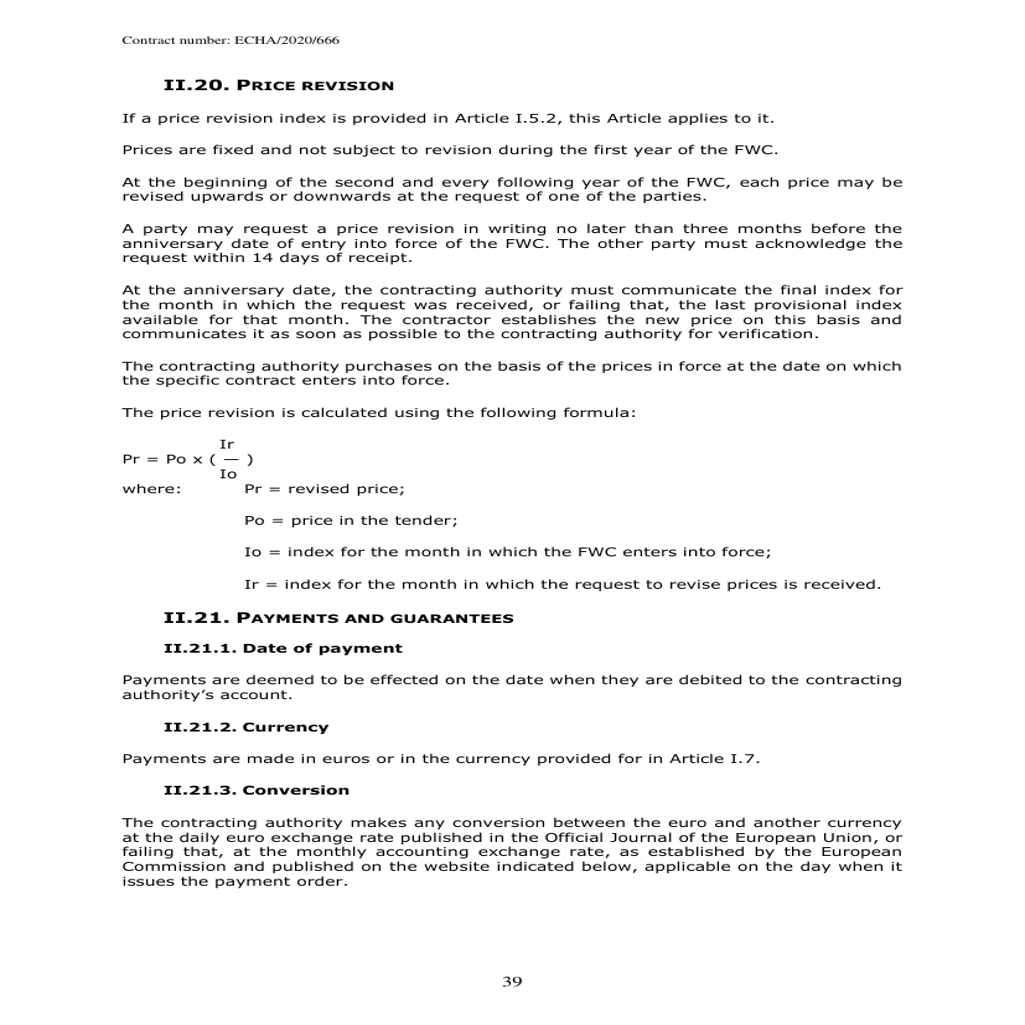 Contract number: ECHA/2020/666
II.20. PRICE REVISION
If a price revision index is provided in Article I.5.2, this Article applies to it.
Prices are fixed and not subject to revision during the first year of the FWC.
At the beginning of the second and every following year of the FWC, each price may be
revised upwards or downwards at the request of one of the parties.
A party may request a price revision in writing no later than three months before the
anniversary date of entry into force of the FWC. The other party must acknowledge the
request within 14 days of receipt.
At the anniversary date, the contracting authority must communicate the final index for
the month in which the request was received, or failing that, the last provisional index
available for that month. The contractor establishes the new price on this basis and
communicates it as soon as possible to the contracting authority for verification.
The contracting authority purchases on the basis of the prices in force at the date on which
the specific contract enters into force.
The price revision is calculated using the following formula:
Ir
Pr = Po x ( — )
Io
where: Pr = revised price;
Po = price in the tender;
Io = index for the month in which the FWC enters into force;
Ir = index for the month in which the request to revise prices is received.
II.21. PAYMENTS AND GUARANTEES
II.21.1. Date of payment
Payments are deemed to be effected on the date when they are debited to the contracting
authority’s account.
II.21.2. Currency
Payments are made in euros or in the currency provided for in Article I.7.
II.21.3. Conversion
The contracting authority makes any conversion between the euro and another currency
at the daily euro exchange rate published in the Official Journal of the European Union, or
failing that, at the monthly accounting exchange rate, as established by the European
Commission and published on the website indicated below, applicable on the day when it
issues the payment order.
39